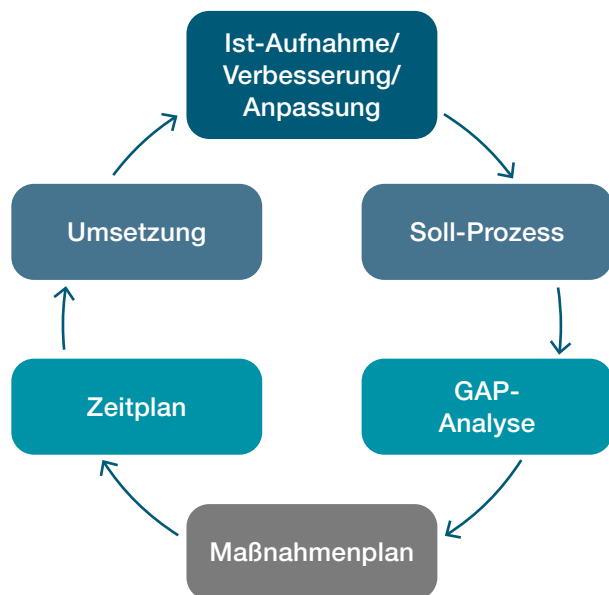 Ist-Aufnahme/
Verbesserung/
Anpassung
Umsetzung
Soll-Prozess
Zeitplan
GAP-
Analyse
Maßnahmenplan